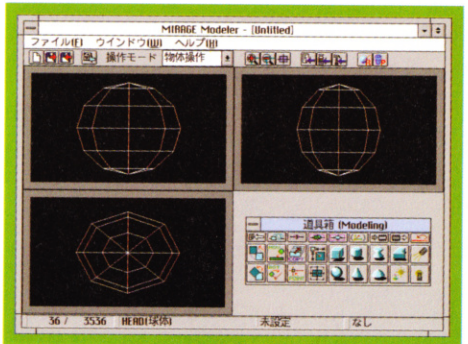 MIRAGE Modeler - [Untitled]
ファイル(F) ウインドウ(W) ヘルプ(H)
操作モード 物体操作
道具箱 (Modeling)
36 / 3536 HEAD(球体) 未設定 なし